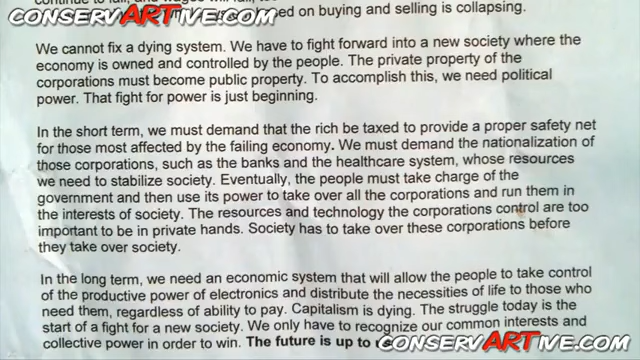 CONSERVARTIVE.COM
ed on buying and selling is collapsing.
We cannot fix a dying system. We have to fight forward into a new society where the
economy is owned and controlled by the people. The private property of the
corporations must become public property. To accomplish this, we need political
power. That fight for power is just beginning.
In the short term, we must demand that the rich be taxed to provide a proper safety net
for those most affected by the failing economy. We must demand the nationalization of
those corporations, such as the banks and the healthcare system, whose resources
we need to stabilize society. Eventually, the people must take charge of the
government and then use its power to take over all the corporations and run them in
the interests of society. The resources and technology the corporations control are too
important to be in private hands. Society has to take over these corporations before
they take over society.
In the long term, we need an economic system that will allow the people to take control
of the productive power of electronics and distribute the necessities of life to those who
need them, regardless of ability to pay. Capitalism is dying. The struggle today is the
start of a fight for a new society. We only have to recognize our common interests and
collective power in order to win. The future is up to
CONSERVARTIVE.COM